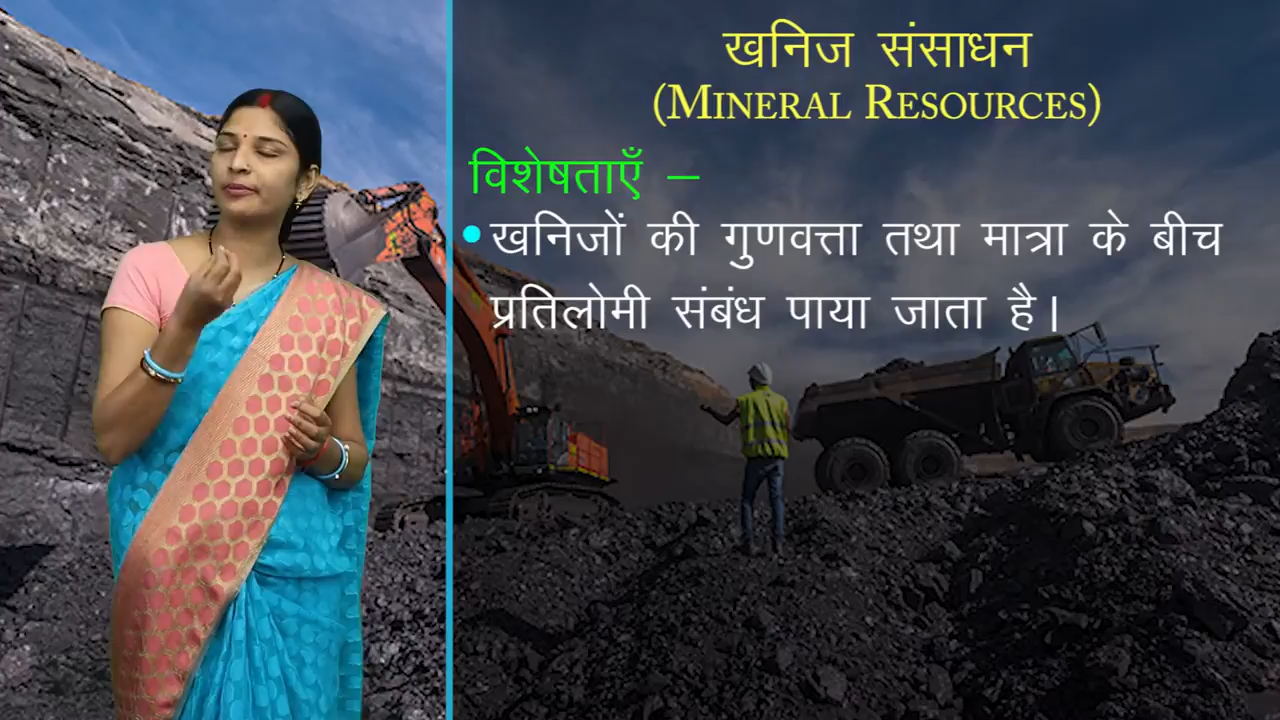 खनिज संसाधन
(MINERAL RESOURCES)
विशेषताएँ –
• खनिजों की गुणवत्ता तथा मात्रा के बीच
प्रतिलोमी संबंध पाया जाता है।